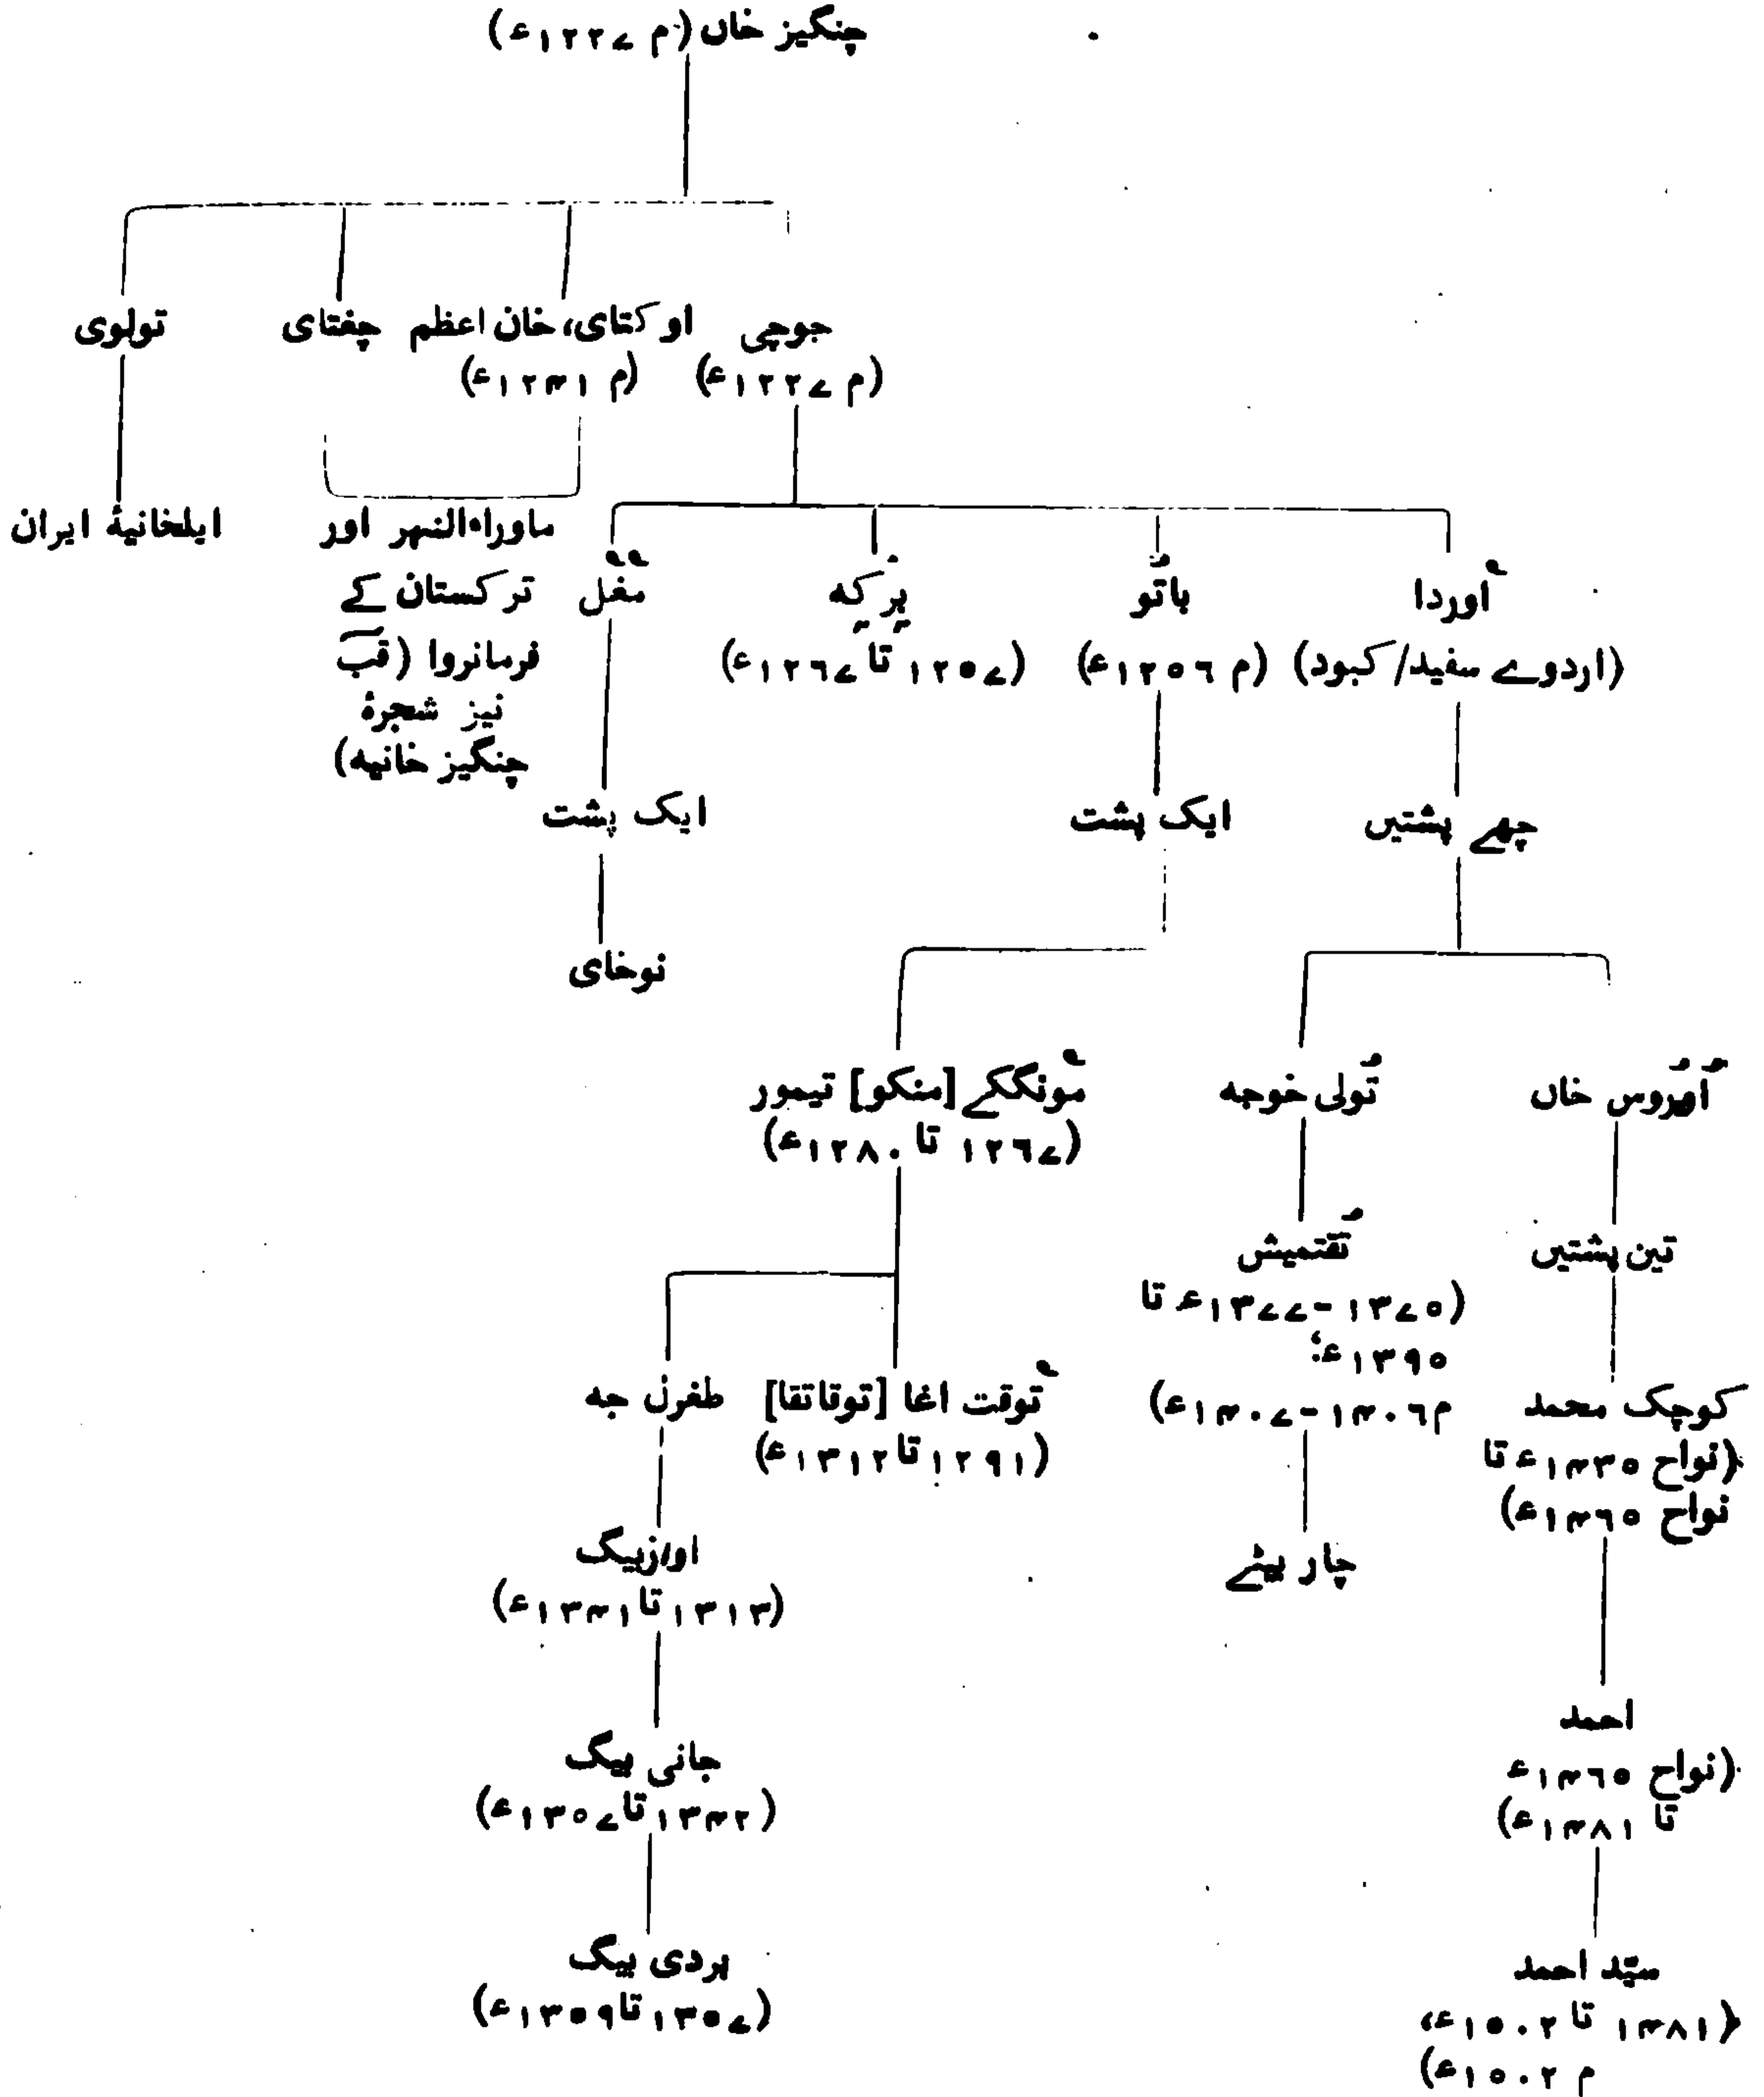 چنگیز خاں (م ۱۲۲۷ء)
جوچی
(م ۱۲۲۷ء)
اوکتای، خان اعظم
(م ۱۲۴۱ء)
چغتای
تولوی
ماوراءالنہر اور
ترکستان کے
فرمانروا (قب
نیز شجرۂ
چنگیز خانیہ)
ایلخانیۂ ایران
اوردا
(اردوے سفید/کبود)
باتو
(م ۱۲۵۶ء)
برکہ
(۱۲۵۷ تا ۱۲۶۷ء)
مغل
چھے پشتیں
ایک پشت
ایک پشت
نوخای
اوروس خاں
تولی خوجہ
مونگکے [منکو] تیمور
(۱۲۶۷ تا ۱۲۸۰ء)
تین پشتیں
تقتمیش
(۱۳۷۵-۱۳۷۷ء تا
۱۳۹۵ء؛
م ۱۴۰۶-۱۴۰۷ء)
کوچک محمد
(نواح ۱۴۳۵ء تا
نواح ۱۴۶۵ء)
توقت اغا [توقاتقا]
(۱۲۹۱ تا ۱۳۱۲ء)
طغرل جہ
چار بیٹے
اوازبیک
(۱۳۱۳ تا ۱۳۴۱ء)
احمد
(نواح ۱۴۶۵ء
تا ۱۴۸۱ء)
جانی بیگ
(۱۳۴۲ تا ۱۳۵۷ء)
سیّد احمد
(۱۴۸۱ تا ۱۵۰۲ء،
م ۱۵۰۲ء)
بردی بیگ
(۱۳۵۷ تا ۱۳۵۹ء)